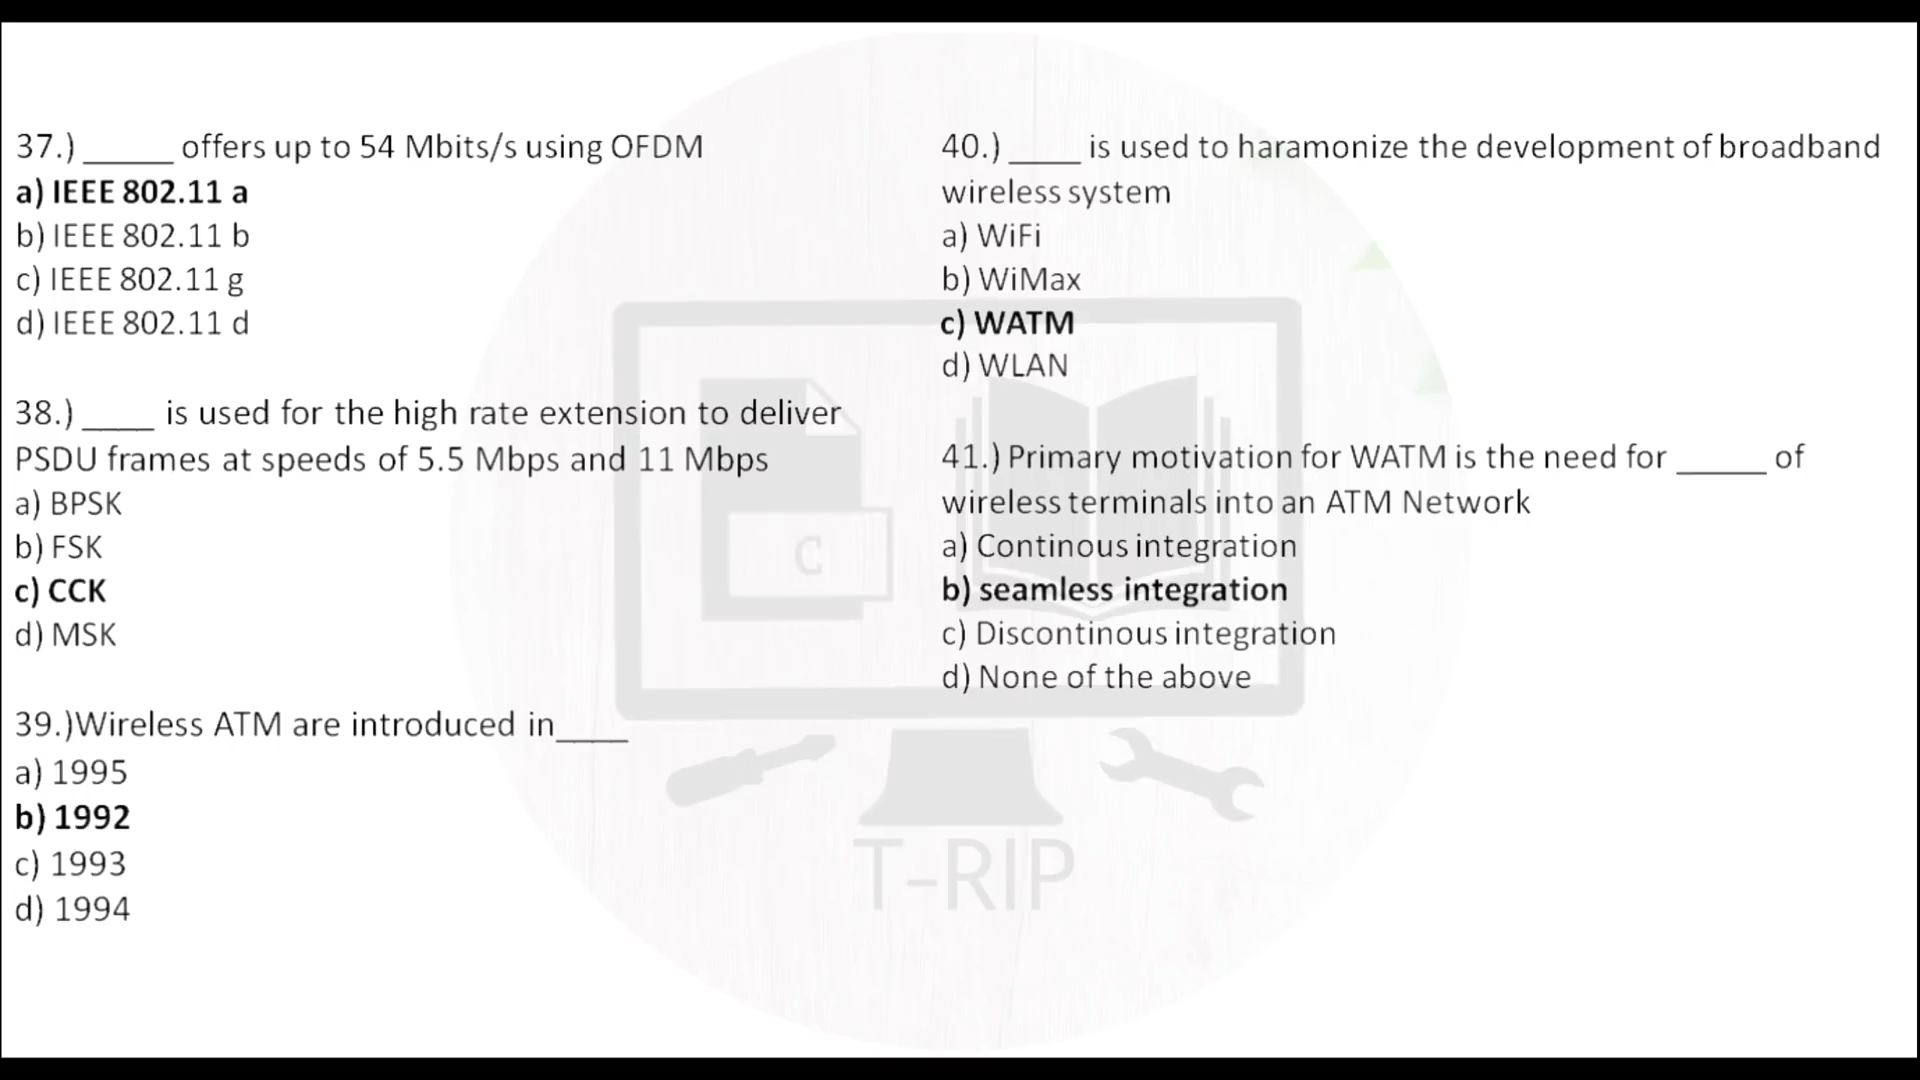 37.) _____ offers up to 54 Mbits/s using OFDM
a) IEEE 802.11 a
b) IEEE 802.11 b
c) IEEE 802.11 g
d) IEEE 802.11 d
38.) ____ is used for the high rate extension to deliver
PSDU frames at speeds of 5.5 Mbps and 11 Mbps
a) BPSK
b) FSK
c) CCK
d) MSK
39.)Wireless ATM are introduced in____
a) 1995
b) 1992
c) 1993
d) 1994
40.) ____ is used to haramonize the development of broadband
wireless system
a) WiFi
b) WiMax
c) WATM
d) WLAN
41.) Primary motivation for WATM is the need for _____ of
wireless terminals into an ATM Network
a) Continous integration
b) seamless integration
c) Discontinous integration
d) None of the above
C
T-RIP